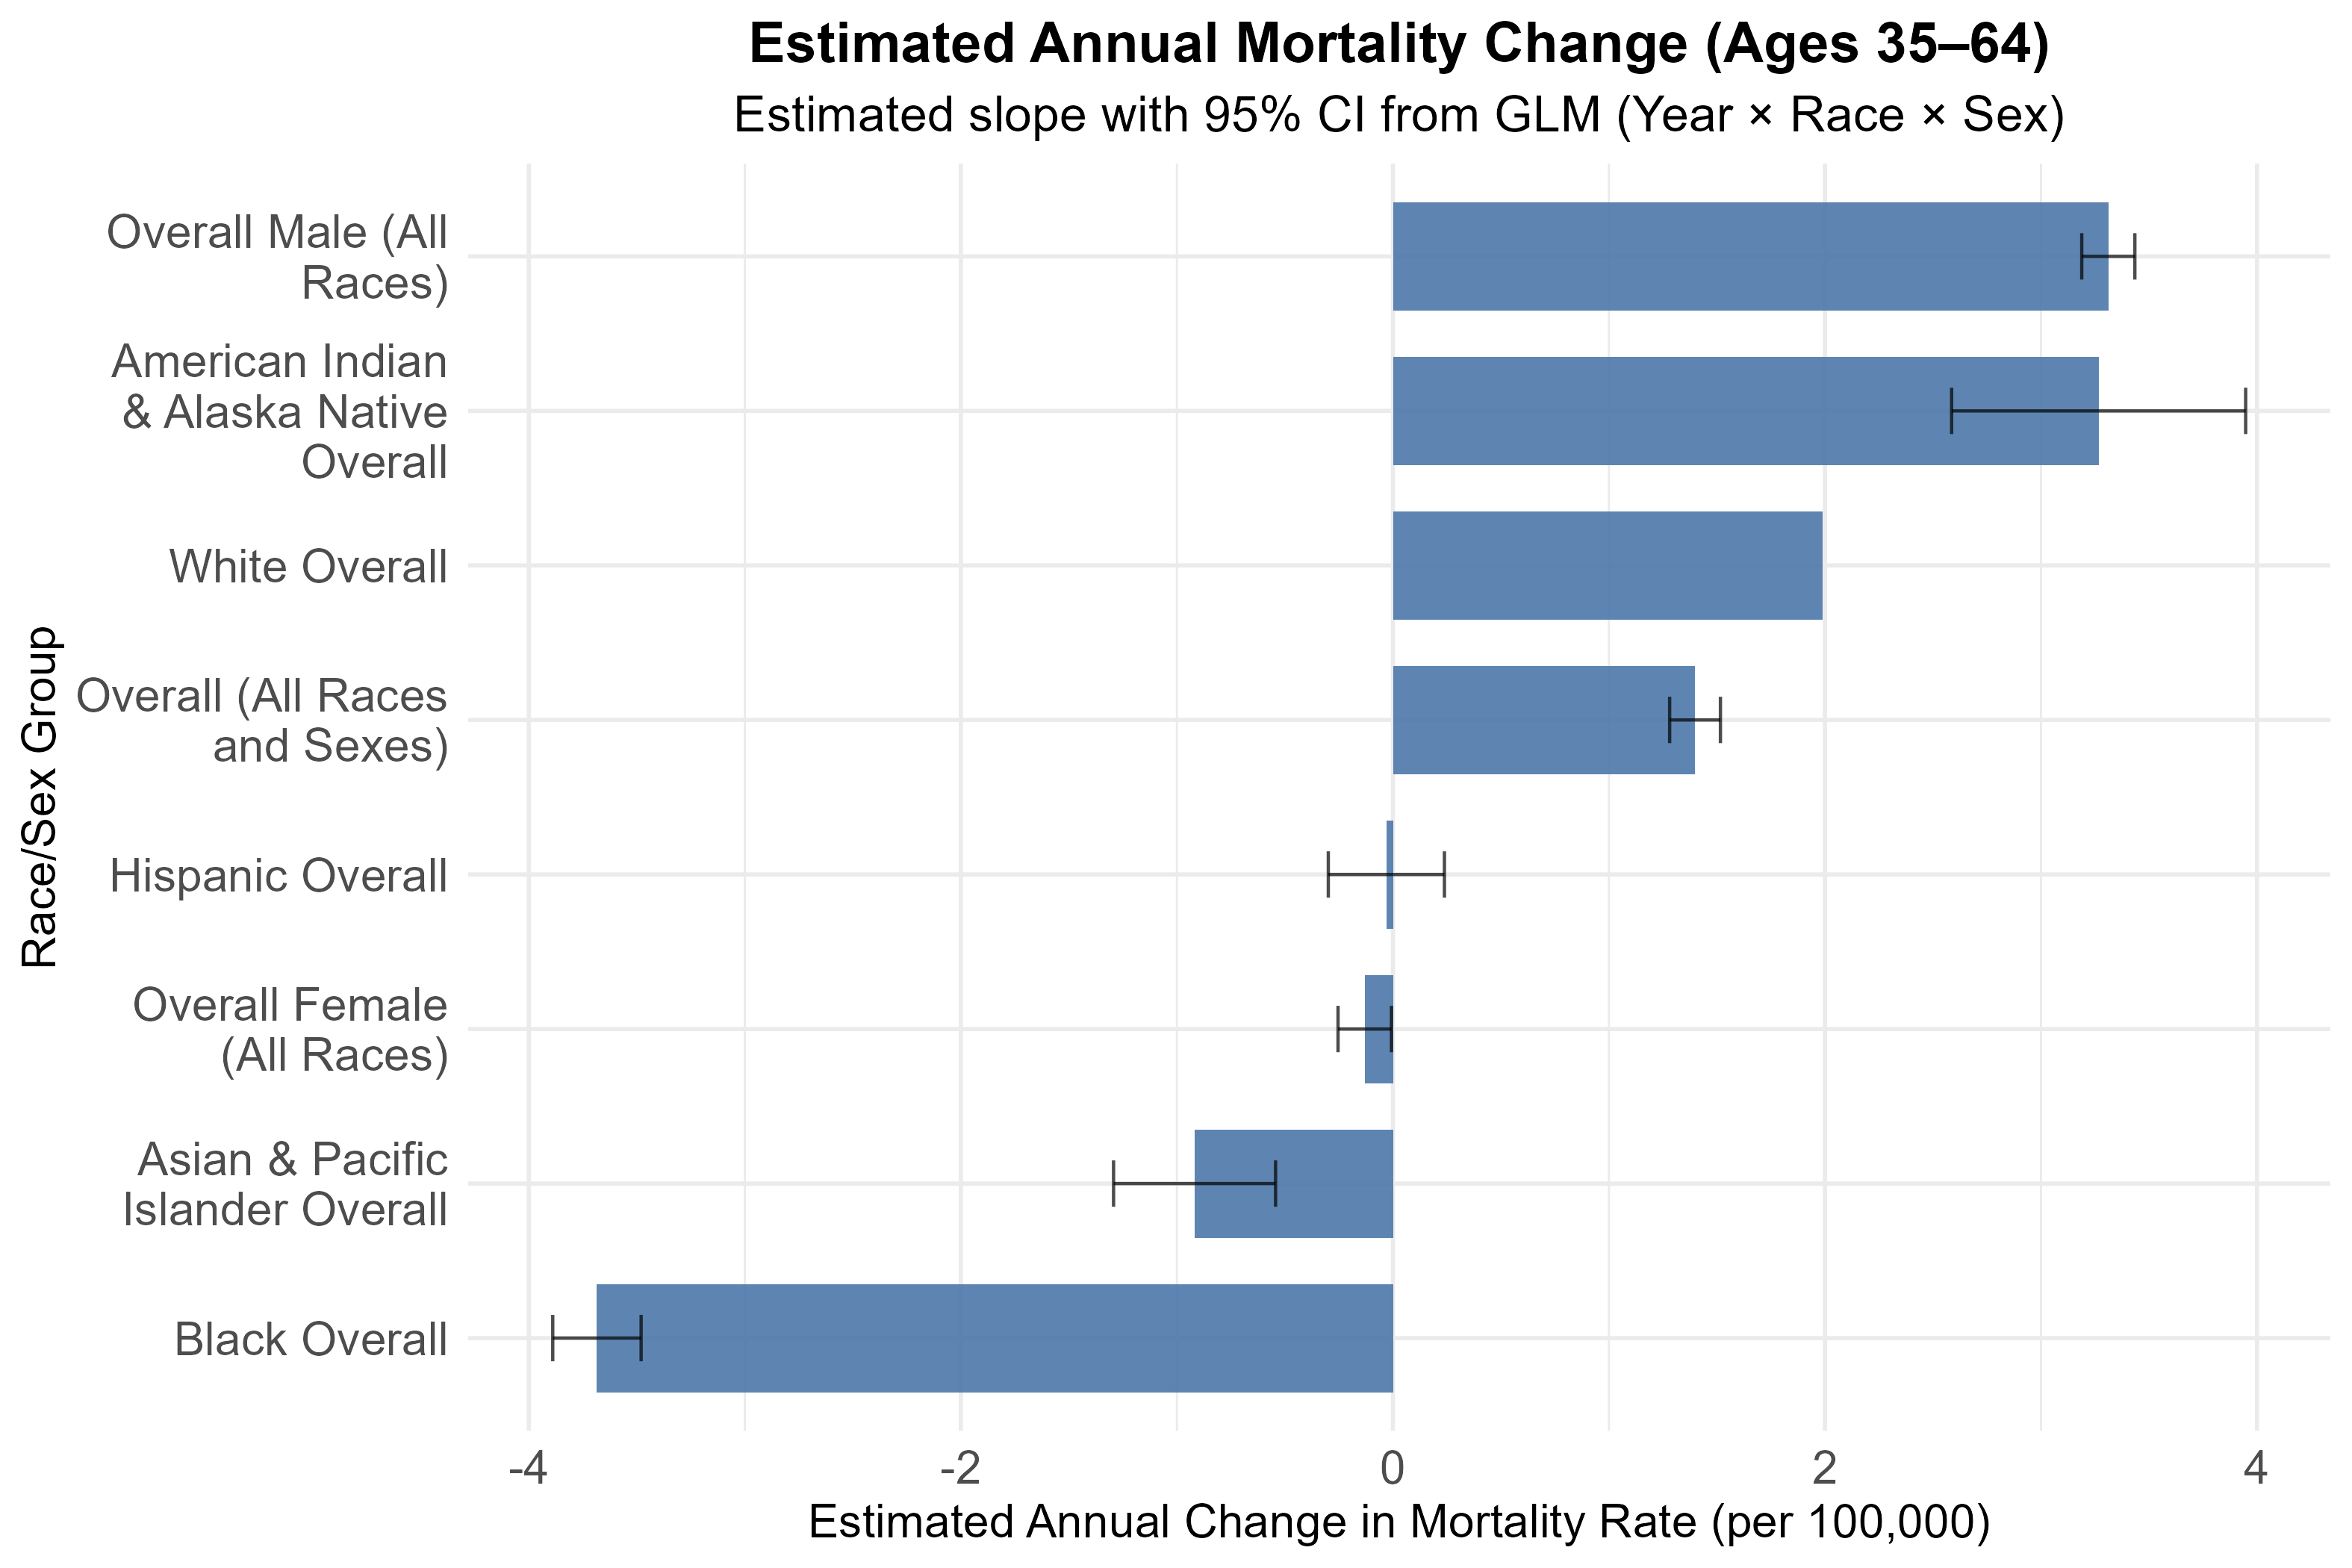 Estimated Annual Mortality Change (Ages 35–64)
Estimated slope with 95% CI from GLM (Year × Race × Sex)
Race/Sex Group
Overall Male (All
Races)
American Indian
& Alaska Native
Overall
White Overall
Overall (All Races
and Sexes)
Hispanic Overall
Overall Female
(All Races)
Asian & Pacific
Islander Overall
Black Overall
-4 -2 0 2 4
Estimated Annual Change in Mortality Rate (per 100,000)